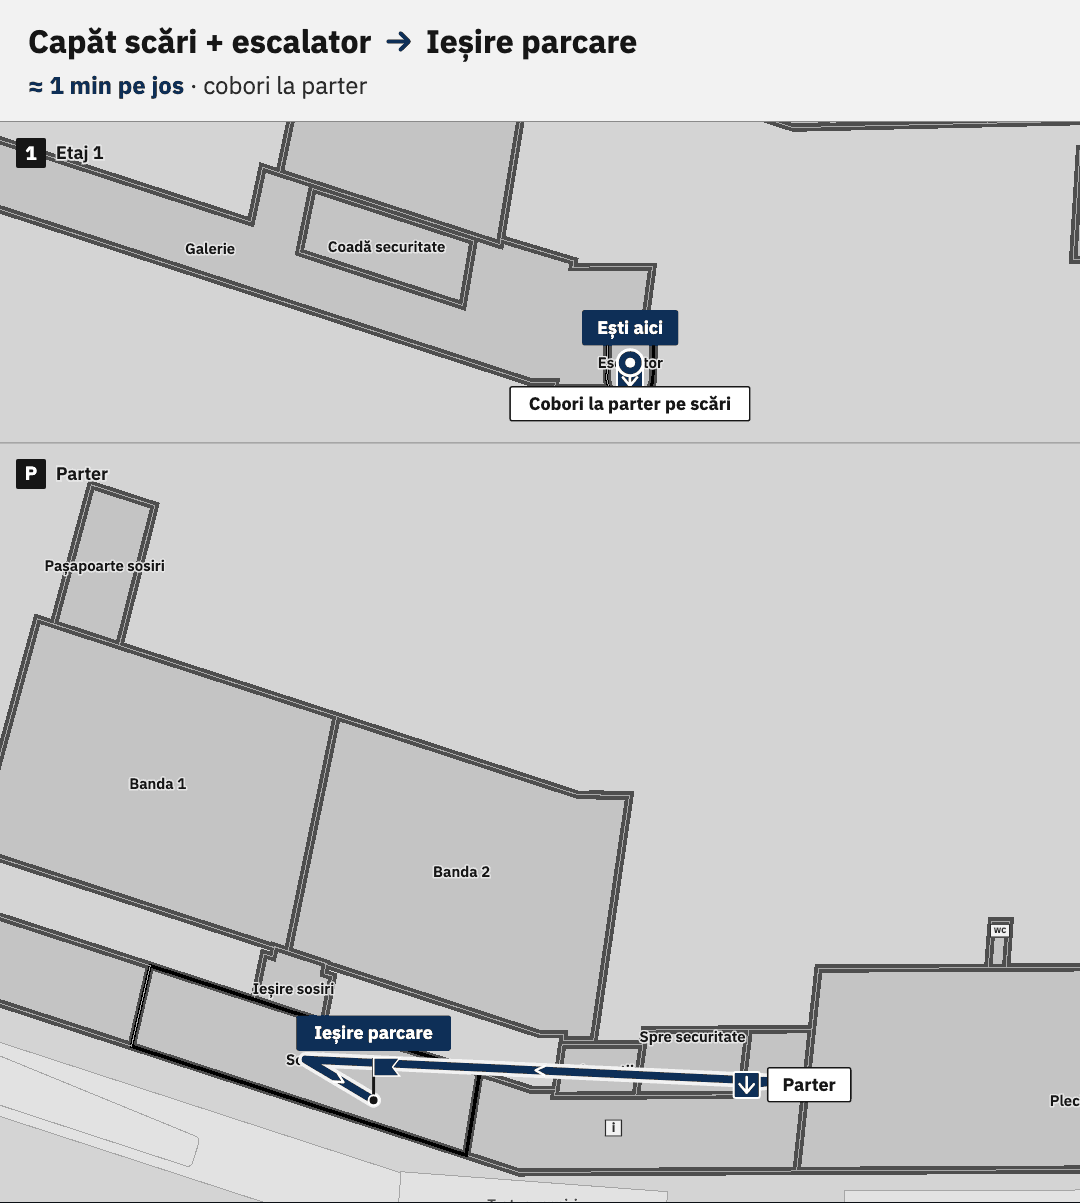 Capăt scări + escalator → Ieșire parcare
≈ 1 min pe jos · cobori la parter
1 Etaj 1
Galerie
Coadă securitate
Ești aici
Cobori la parter pe scări
P Parter
Pașapoarte sosiri
Banda 1
Banda 2
WC
Ieșire sosiri
Ieșire parcare
Spre securitate
Parter
i